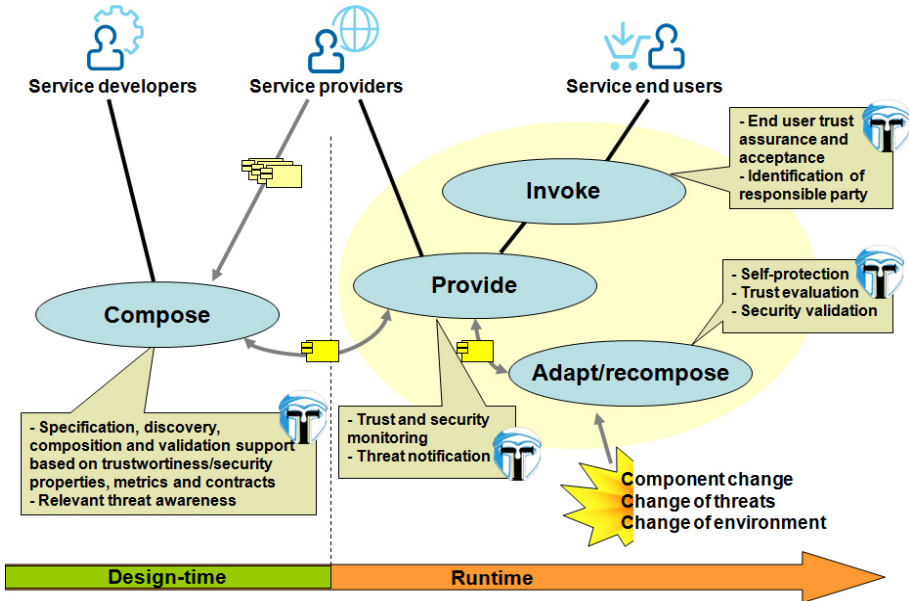 Service developers
Service providers
Service end users
- End user trust
assurance and
acceptance
- Identification of
responsible party
Invoke
- Self-protection
- Trust evaluation
- Security validation
Provide
Compose
Adapt/recompose
- Specification, discovery,
composition and validation support
based on trustwortiness/security
properties, metrics and contracts
- Relevant threat awareness
- Trust and security
monitoring
- Threat notification
Component change
Change of threats
Change of environment
Design-time
Runtime